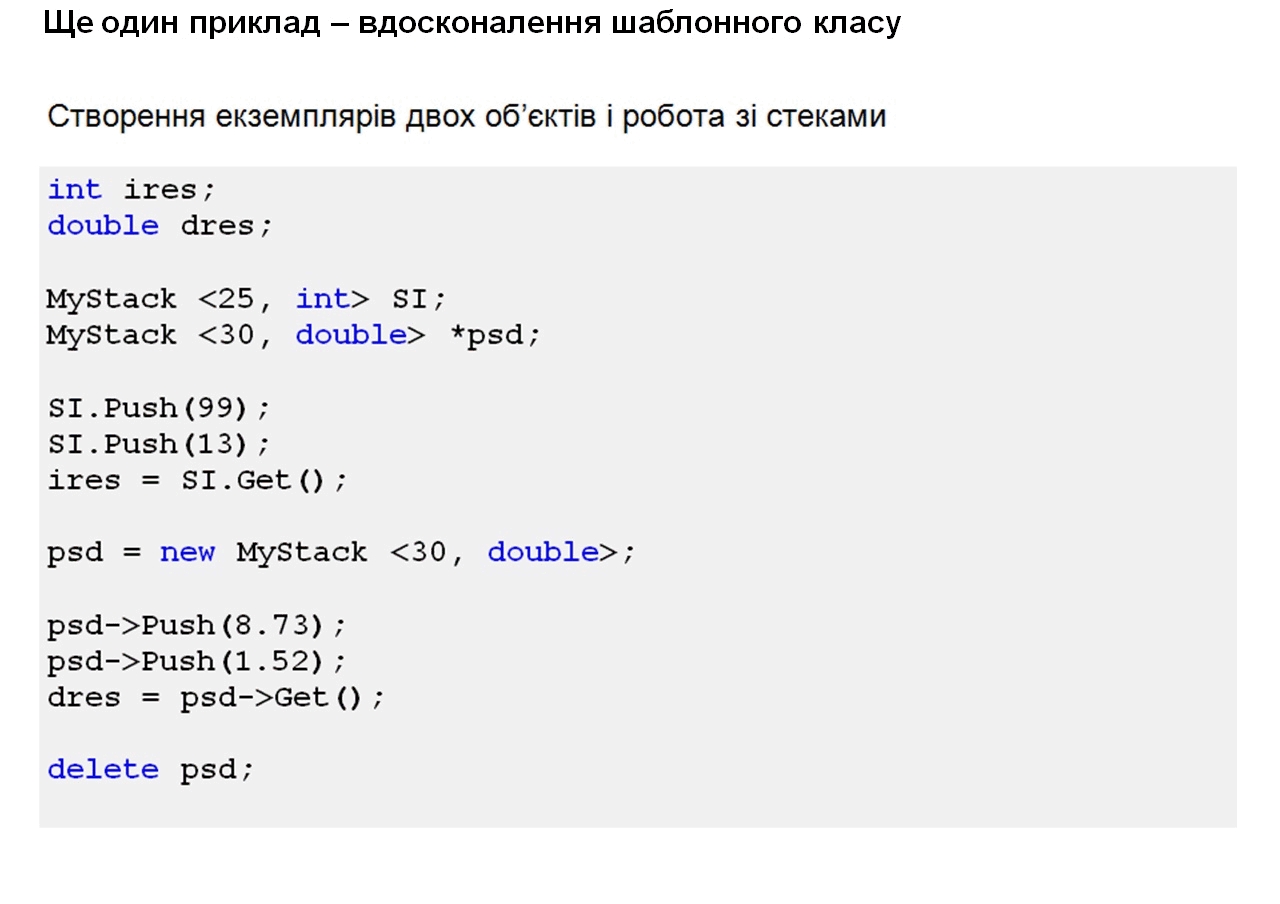 Ще один приклад – вдосконалення шаблонного класу
Створення екземплярів двох об’єктів і робота зі стеками
int ires;
double dres;
MyStack <25, int> SI;
MyStack <30, double> *psd;
SI.Push(99);
SI.Push(13);
ires = SI.Get();
psd = new MyStack <30, double>;
psd->Push(8.73);
psd->Push(1.52);
dres = psd->Get();
delete psd;